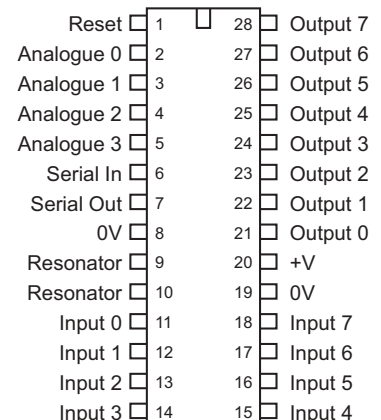 Reset 1 28 Output 7
Analogue 0 2 27 Output 6
Analogue 1 3 26 Output 5
Analogue 2 4 25 Output 4
Analogue 3 5 24 Output 3
Serial In 6 23 Output 2
Serial Out 7 22 Output 1
0V 8 21 Output 0
Resonator 9 20 +V
Resonator 10 19 0V
Input 0 11 18 Input 7
Input 1 12 17 Input 6
Input 2 13 16 Input 5
Input 3 14 15 Input 4